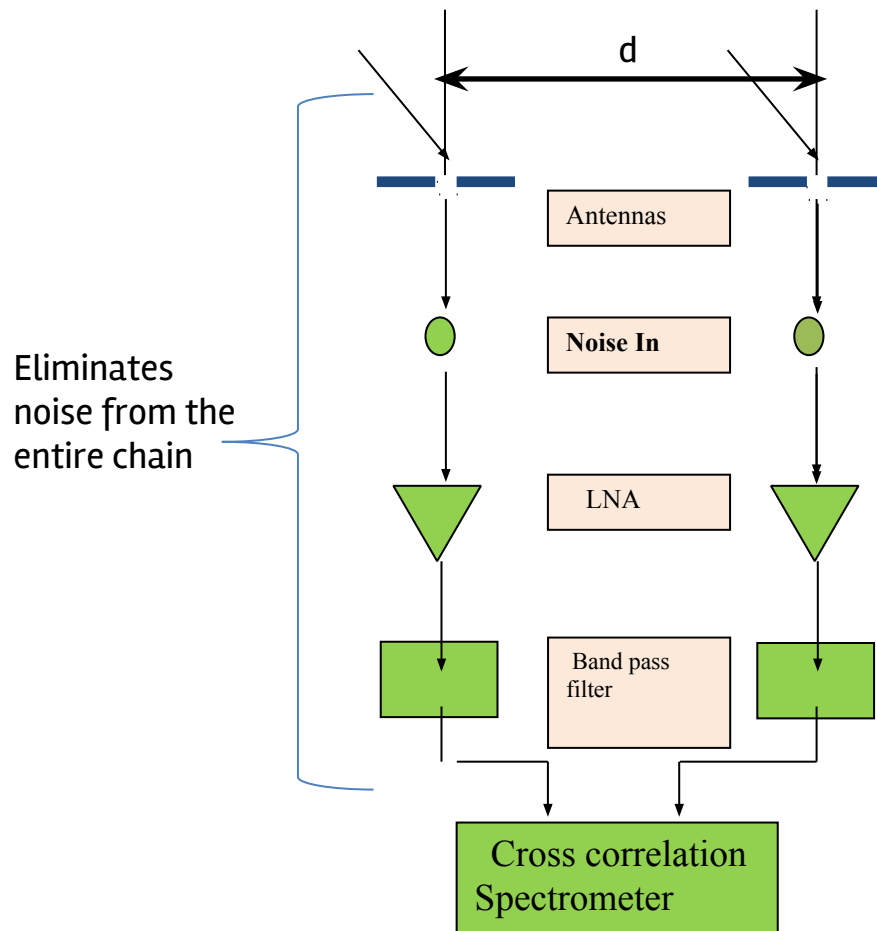 d
Antennas
Noise In
Eliminates
noise from the
entire chain
LNA
Band pass
filter
Cross correlation
Spectrometer